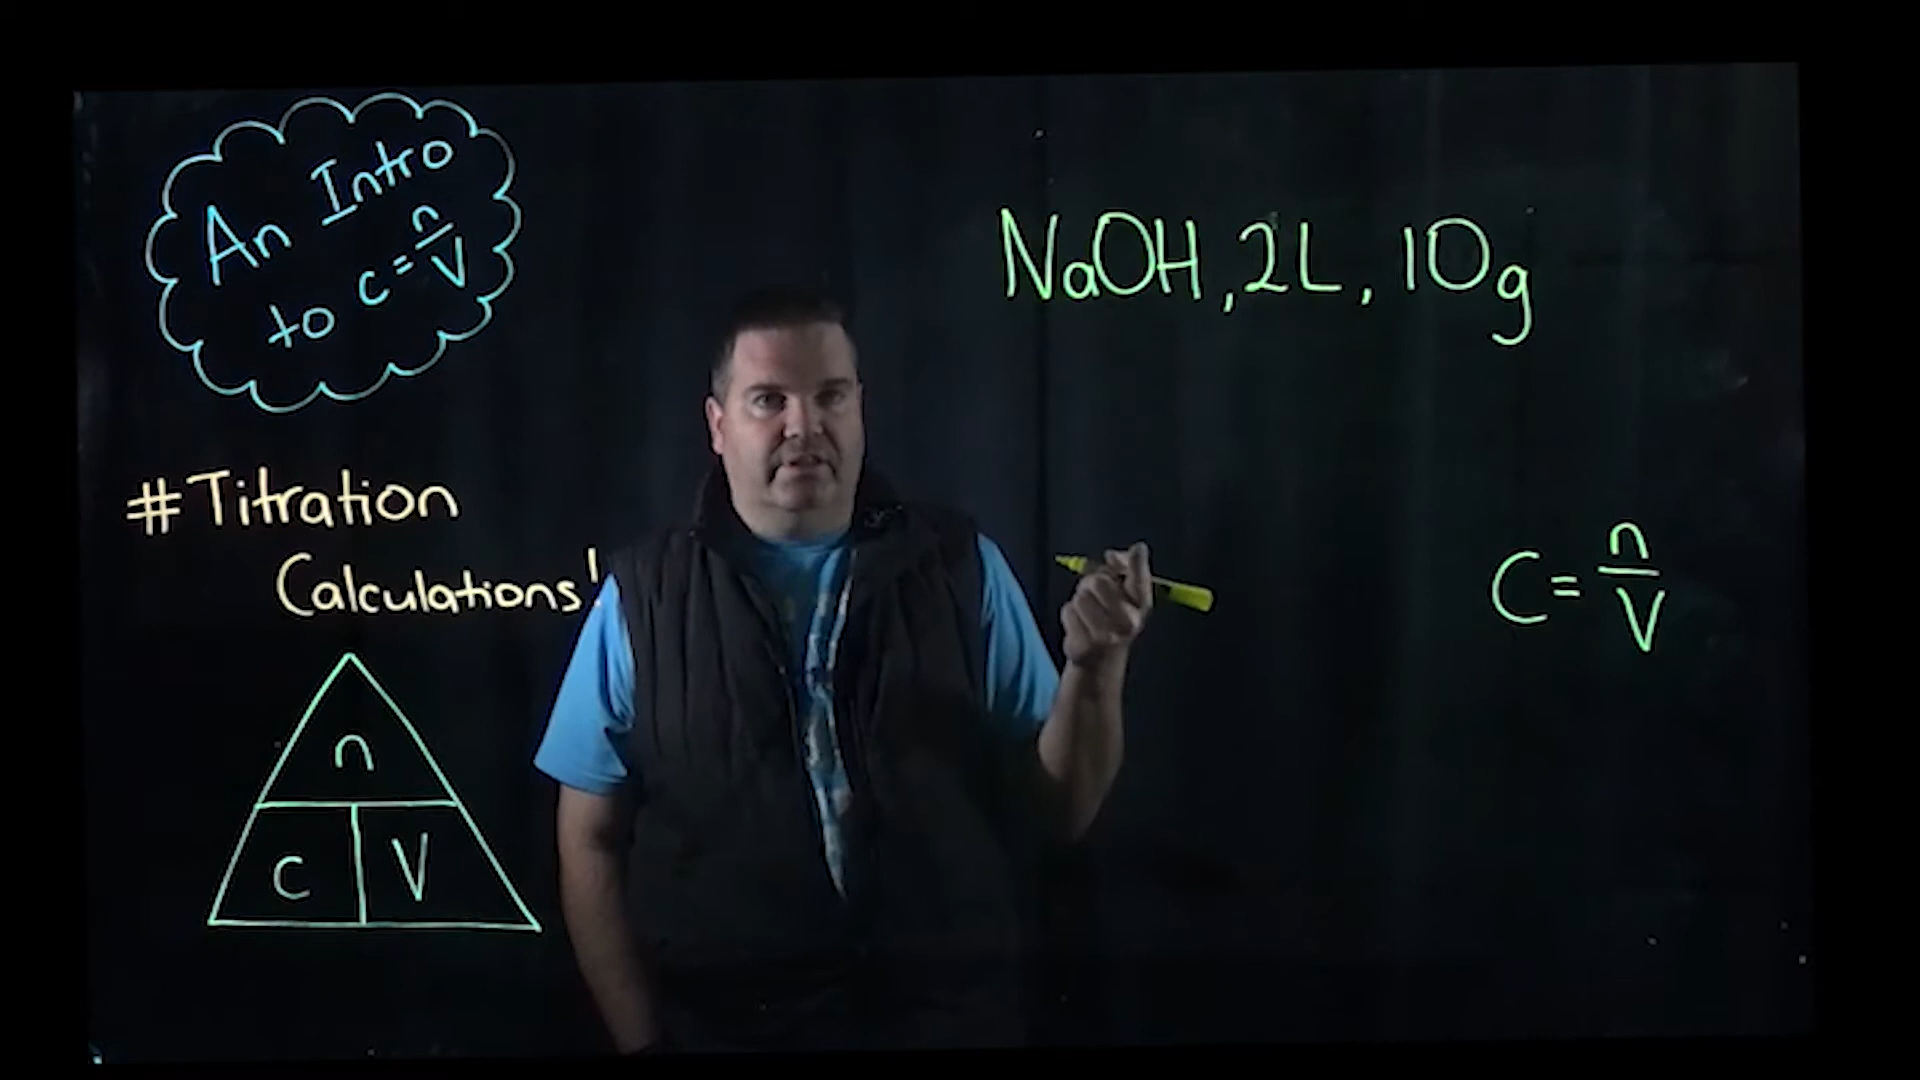 An Intro
to c = n/V
#Titration
Calculations!
n
C V
NaOH, 2L, 10g
C = n/V